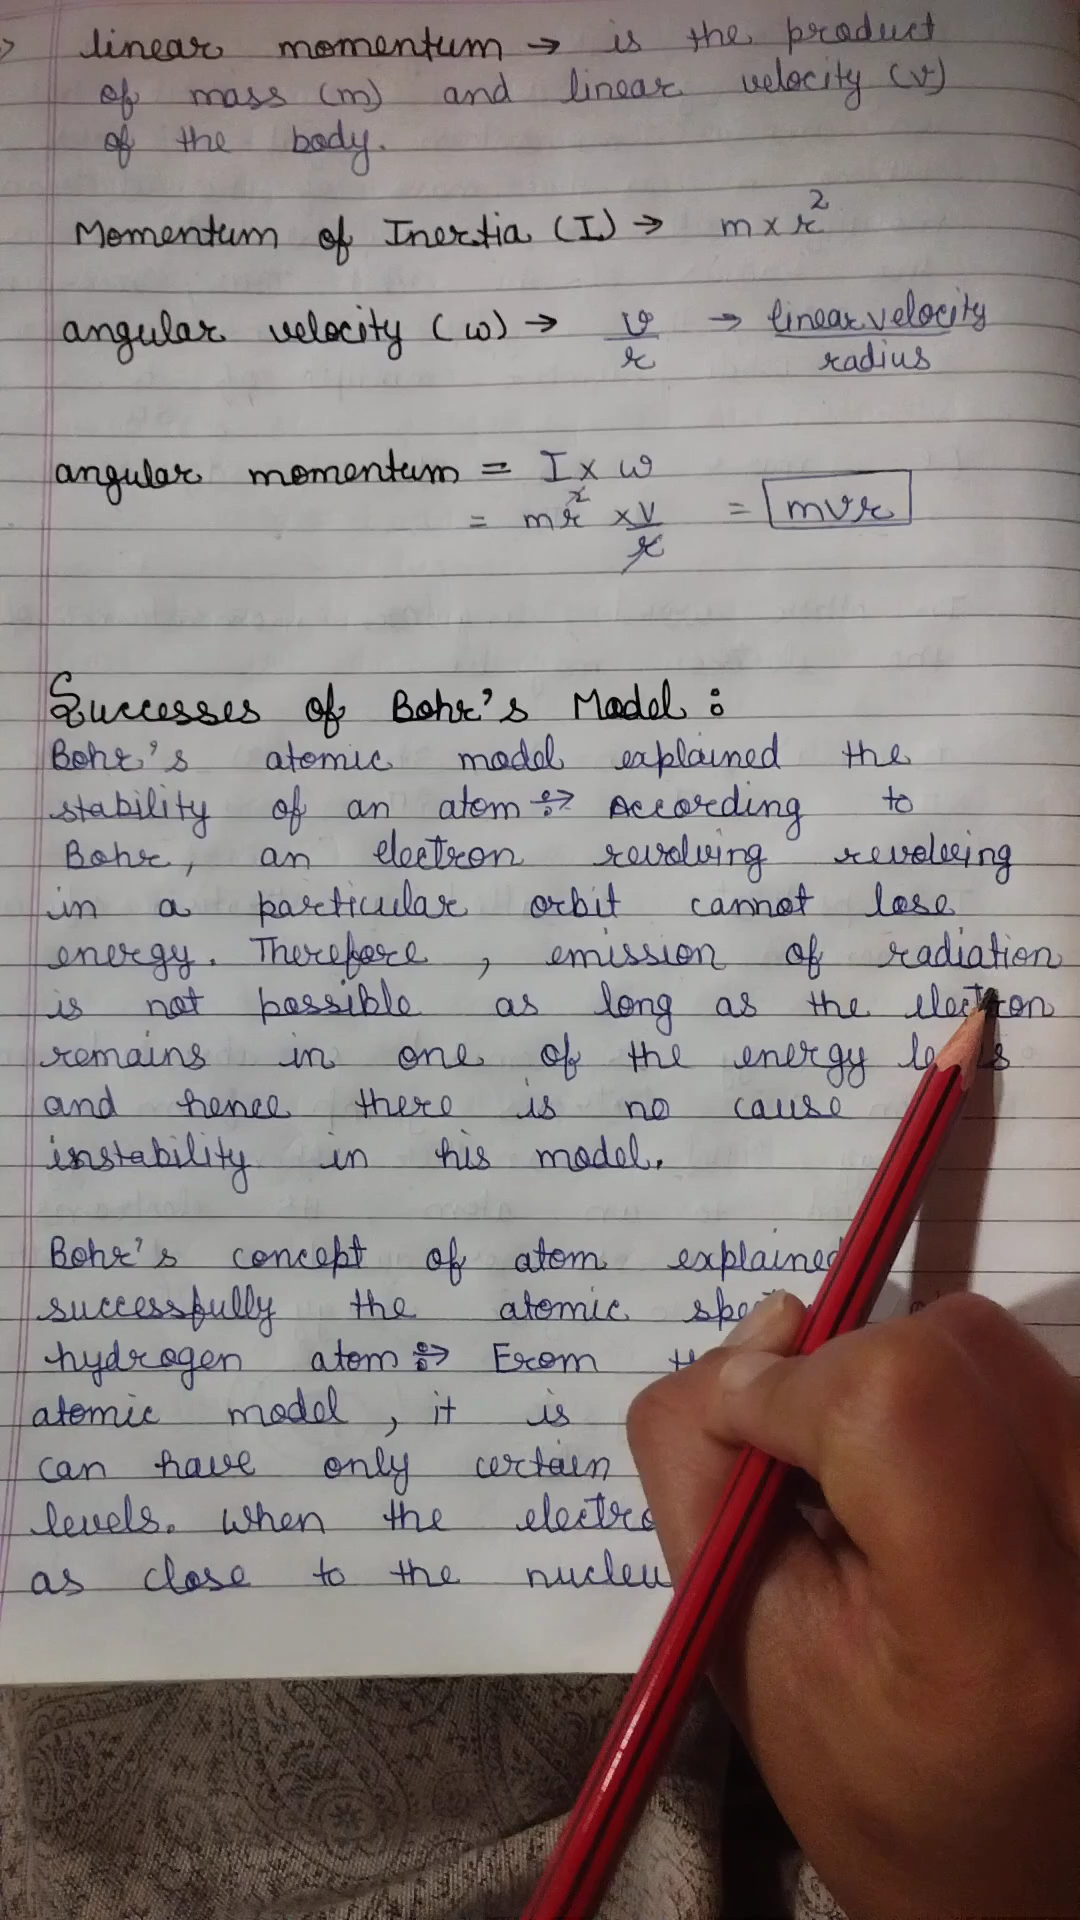 linear momentum → is the product
of mass (m) and linear velocity (v)
of the body.
Momentum of Inertia (I) → m x r²
angular velocity (ω) → v/r → linear velocity/radius
angular momentum = I x ω
= mr² x v/r = mvr
Successes of Bohr's Model :
Bohr's atomic model explained the
stability of an atom ÷> According to
Bohr, an electron revolving revolving
in a particular orbit cannot lose
energy. Therefore , emission of radiation
is not possible as long as the electron
remains in one of the energy
and hence there is no cause
instability in his model.
Bohr's concept of atom explained
successfully the atomic
hydrogen atom ÷> From
atomic model , it is
can have only certain
levels. When the
as close to the